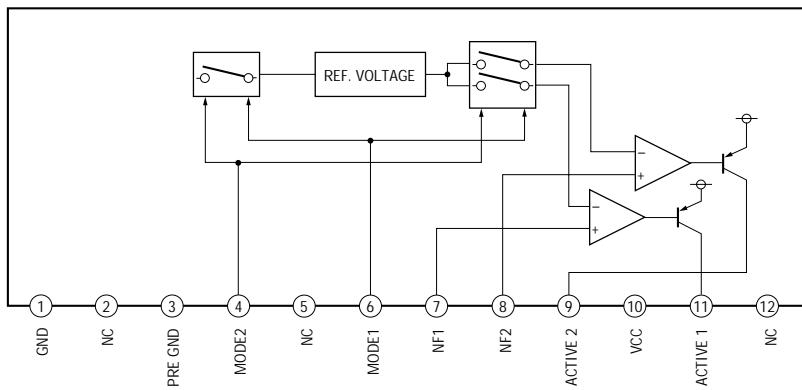 REF. VOLTAGE
−
+
−
+
1
2
3
4
5
6
7
8
9
10
11
12
GND
NC
PRE GND
MODE2
NC
MODE1
NF1
NF2
ACTIVE 2
VCC
ACTIVE 1
NC